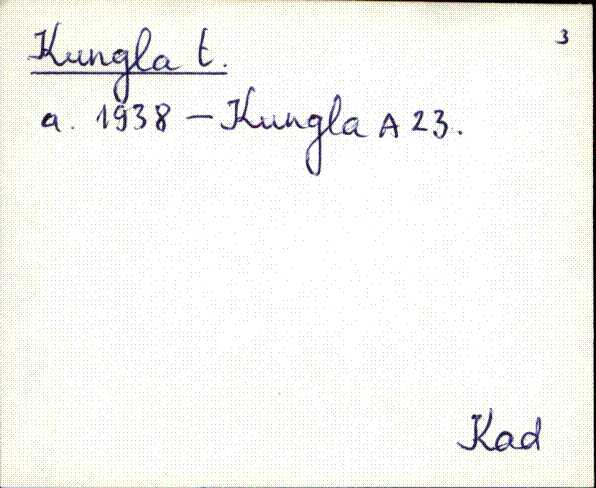 Kungla t. 3
a. 1938 – Kungla A 23.
Kad